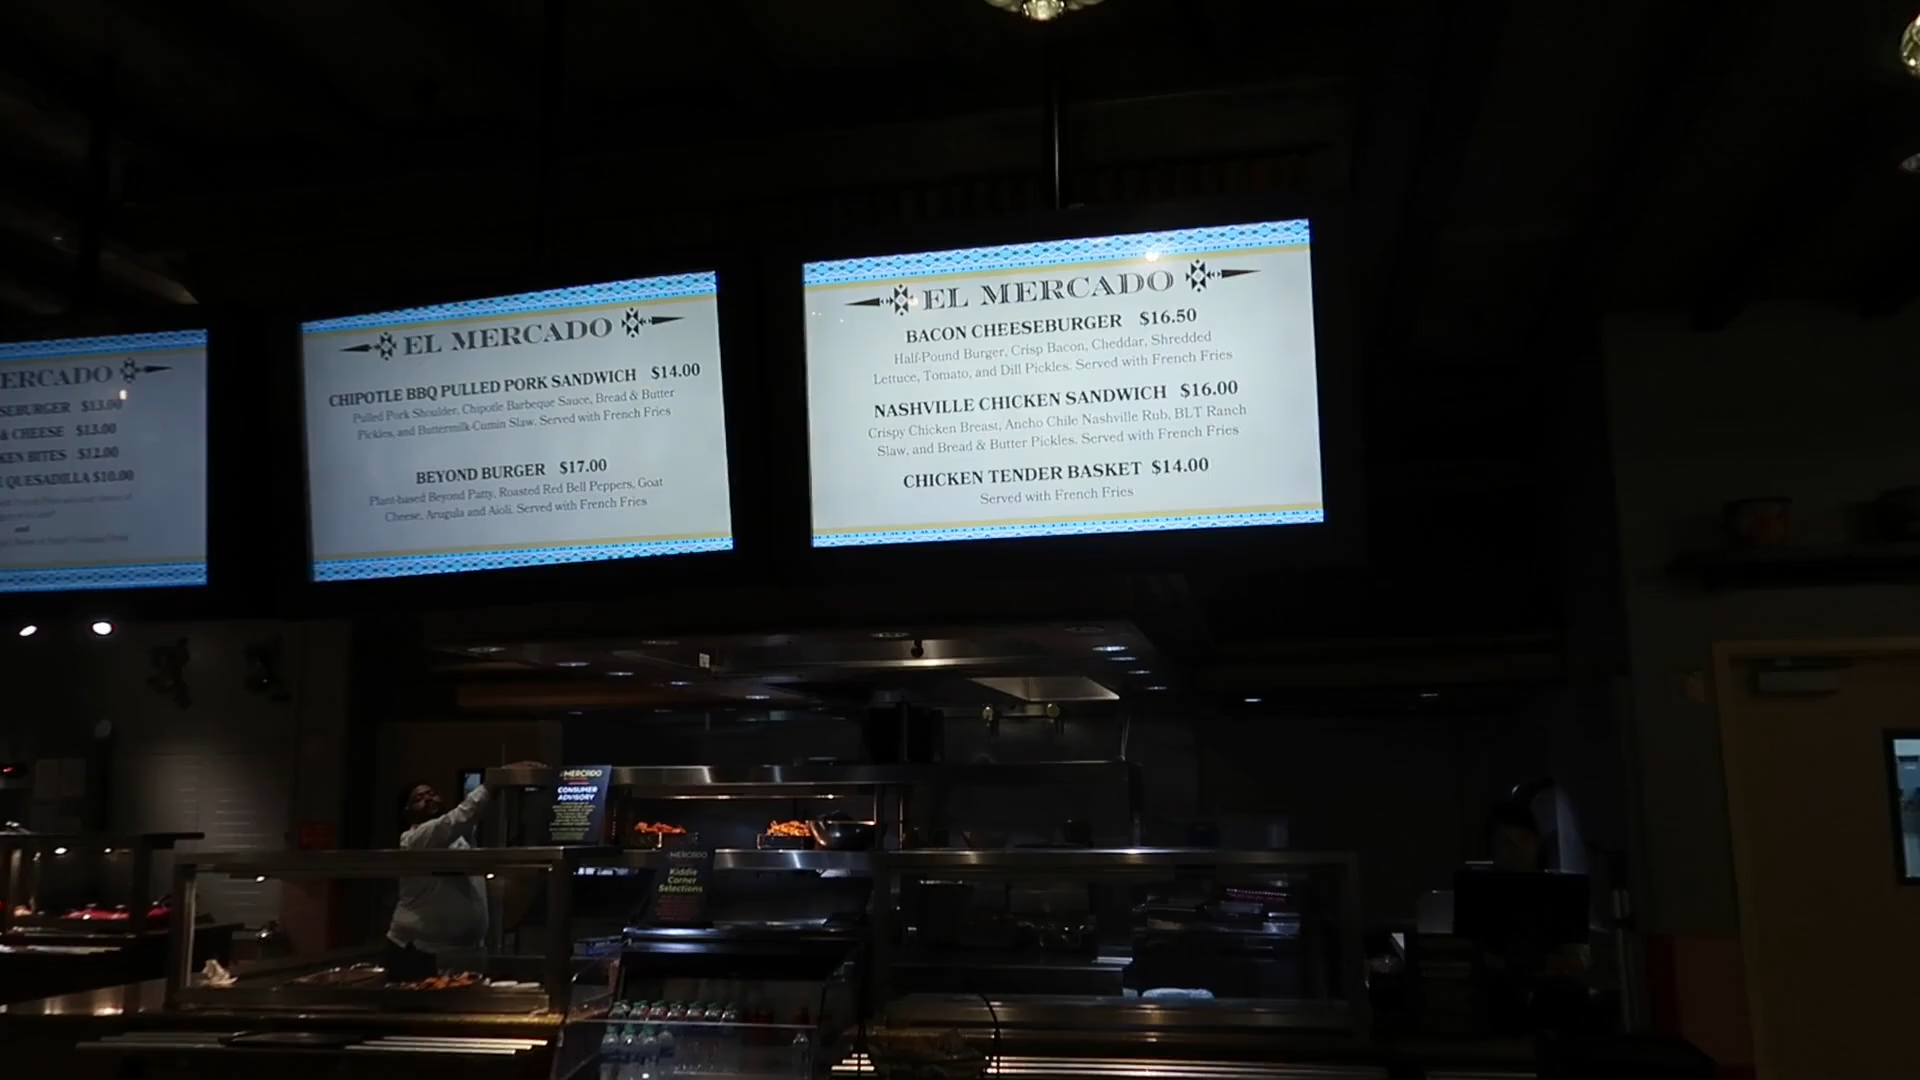 ERCADO
SEBURGER $13.00
& CHEESE $13.00
KEN BITES $12.00
QUESADILLA $10.00
and
EL MERCADO
CHIPOTLE BBQ PULLED PORK SANDWICH $14.00
Pulled Pork Shoulder, Chipotle Barbeque Sauce, Bread & Butter
Pickles, and Buttermilk-Cumin Slaw. Served with French Fries
BEYOND BURGER $17.00
Plant-based Beyond Patty, Roasted Red Bell Peppers, Goat
Cheese, Arugula and Aioli. Served with French Fries
EL MERCADO
BACON CHEESEBURGER $16.50
Half-Pound Burger, Crisp Bacon, Cheddar, Shredded
Lettuce, Tomato, and Dill Pickles. Served with French Fries
NASHVILLE CHICKEN SANDWICH $16.00
Crispy Chicken Breast, Ancho Chile Nashville Rub, BLT Ranch
Slaw, and Bread & Butter Pickles. Served with French Fries
CHICKEN TENDER BASKET $14.00
Served with French Fries
MERCADO
CONSUMER
ADVISORY
MERCADO
Kiddie
Corner
Selections